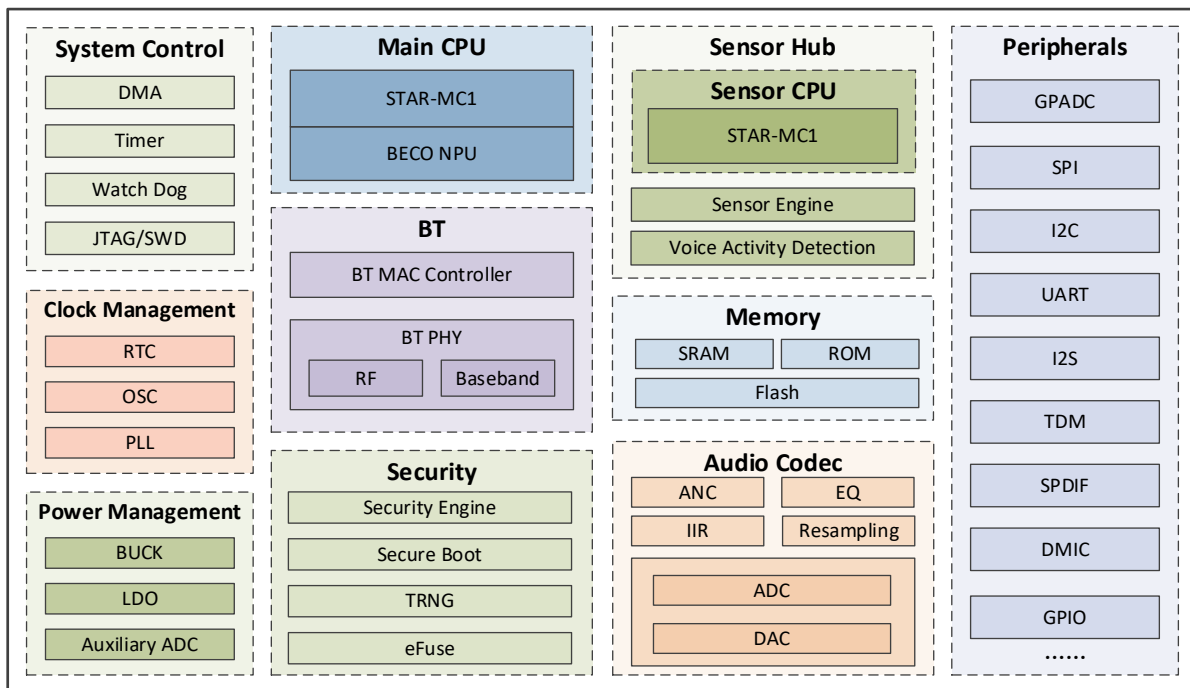 System Control
DMA
Timer
Watch Dog
JTAG/SWD
Clock Management
RTC
OSC
PLL
Power Management
BUCK
LDO
Auxiliary ADC
Main CPU
STAR-MC1
BECO NPU
BT
BT MAC Controller
BT PHY
RF
Baseband
Security
Security Engine
Secure Boot
TRNG
eFuse
Sensor Hub
Sensor CPU
STAR-MC1
Sensor Engine
Voice Activity Detection
Memory
SRAM
ROM
Flash
Audio Codec
ANC
EQ
IIR
Resampling
ADC
DAC
Peripherals
GPADC
SPI
I2C
UART
I2S
TDM
SPDIF
DMIC
GPIO
......